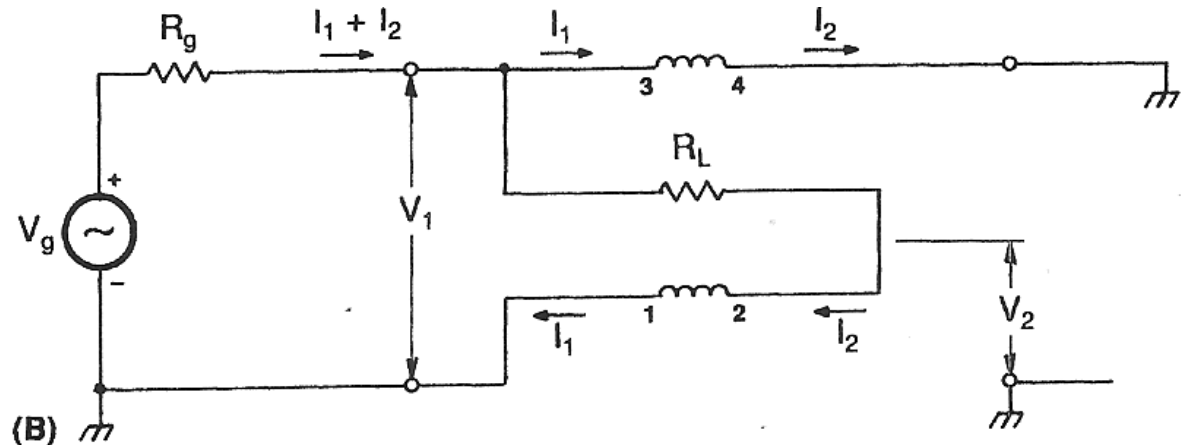 R_g
I_1 + I_2
I_1
I_2
3 4
R_L
+
V_g
~
-
V_1
1 2
I_1
I_2
V_2
(B)